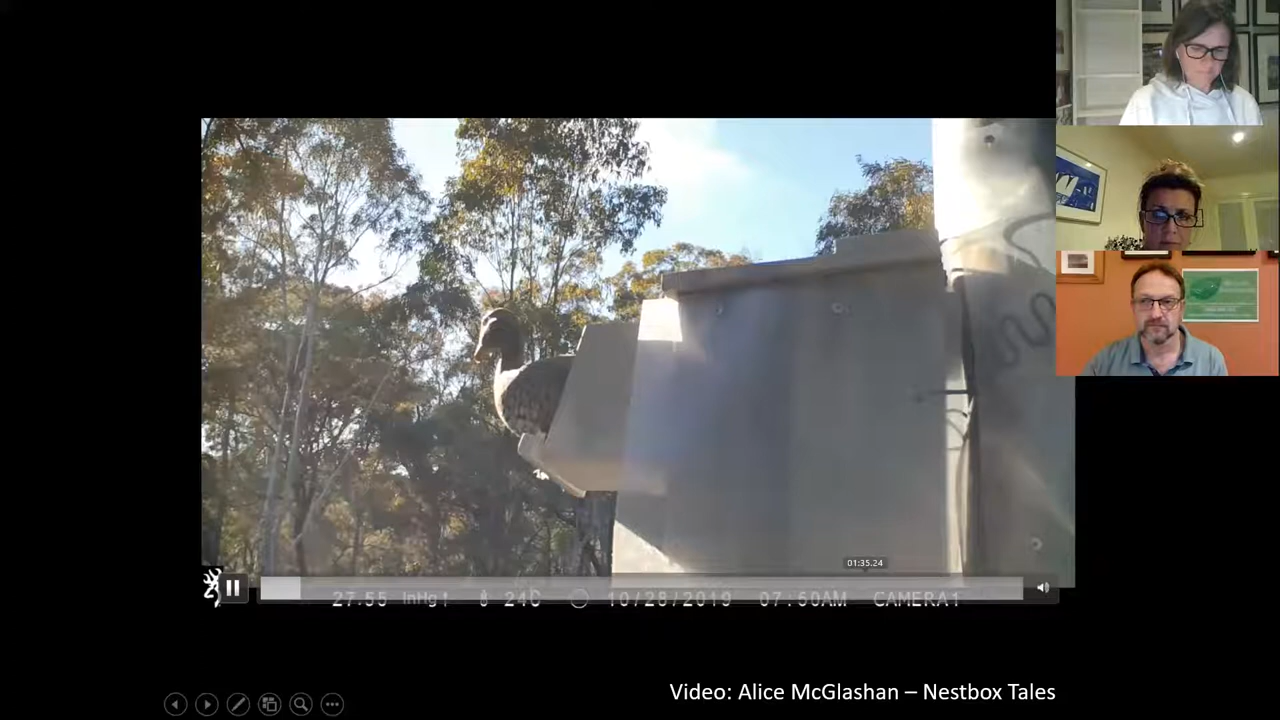 01:35.24
27.55 inHg↑ 24C 10/28/2019 07:50AM CAMERA1
Video: Alice McGlashan – Nestbox Tales